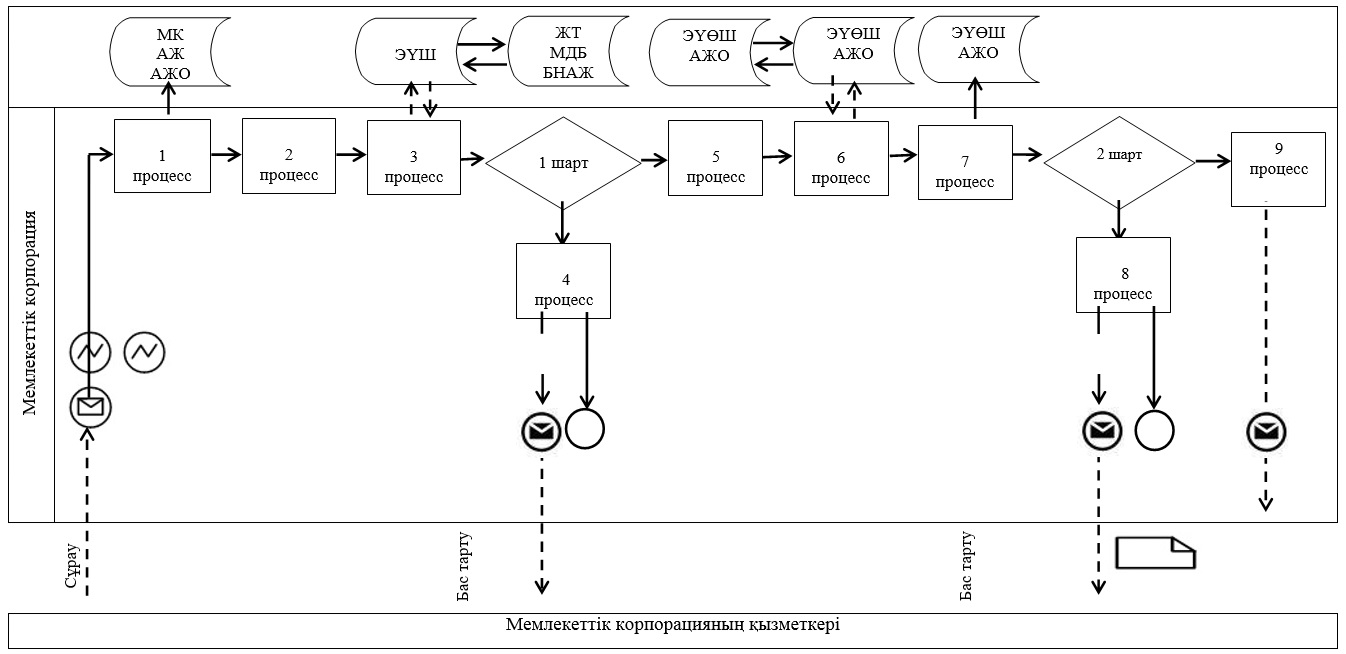 МК
АЖ
АЖО
ЭҮШ
ЖТ
МДБ
БНАЖ
ЭҮӨШ
АЖО
ЭҮӨШ
АЖО
ЭҮӨШ
АЖО
Мемлекеттік корпорация
1
процесс
2
процесс
3
процесс
1 шарт
5
процесс
6
процесс
7
процесс
2 шарт
9
процесс
4
процесс
8
процесс
Сұрау
Бас тарту
Бас тарту
Мемлекеттік корпорацияның қызметкері